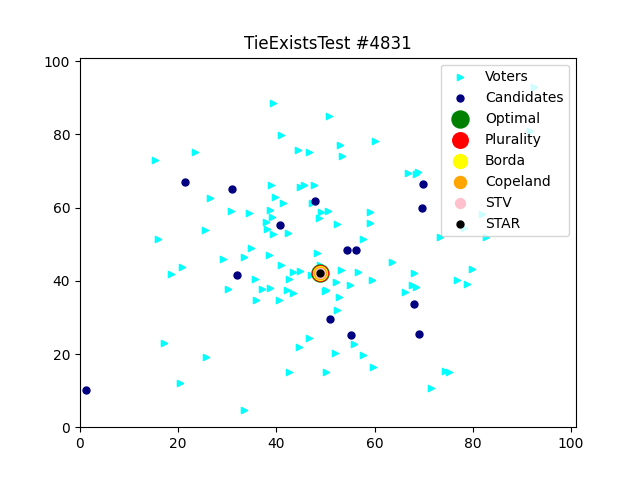 TieExistsTest #4831
100
80
60
40
20
0
0
20
40
60
80
100
Voters
Candidates
Optimal
Plurality
Borda
Copeland
STV
STAR